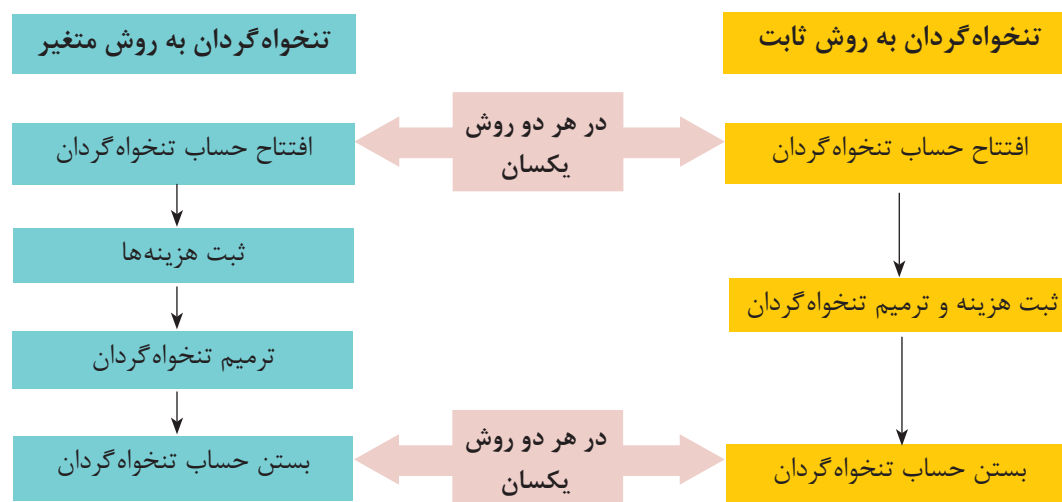 تنخواه‌گردان به روش ثابت
تنخواه‌گردان به روش متغیر
افتتاح حساب تنخواه‌گردان
در هر دو روش
یکسان
افتتاح حساب تنخواه‌گردان
ثبت هزینه‌ها
ثبت هزینه و ترمیم تنخواه‌گردان
ترمیم تنخواه‌گردان
بستن حساب تنخواه‌گردان
در هر دو روش
یکسان
بستن حساب تنخواه‌گردان